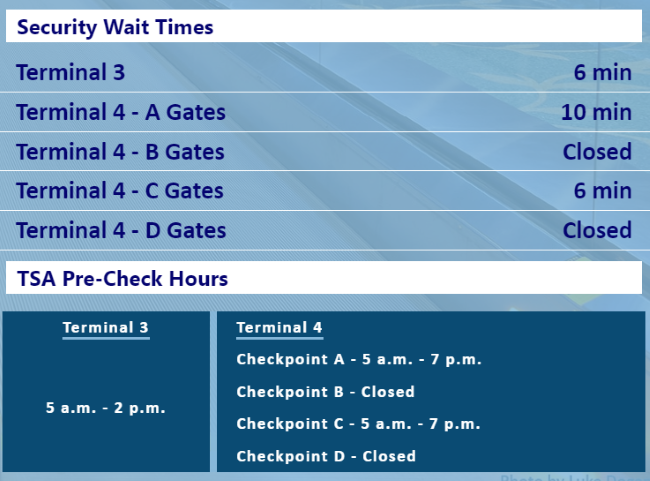 Security Wait Times
Terminal 3 6 min
Terminal 4 - A Gates 10 min
Terminal 4 - B Gates Closed
Terminal 4 - C Gates 6 min
Terminal 4 - D Gates Closed
TSA Pre-Check Hours
Terminal 3
5 a.m. - 2 p.m.
Terminal 4
Checkpoint A - 5 a.m. - 7 p.m.
Checkpoint B - Closed
Checkpoint C - 5 a.m. - 7 p.m.
Checkpoint D - Closed
Photo by Luke